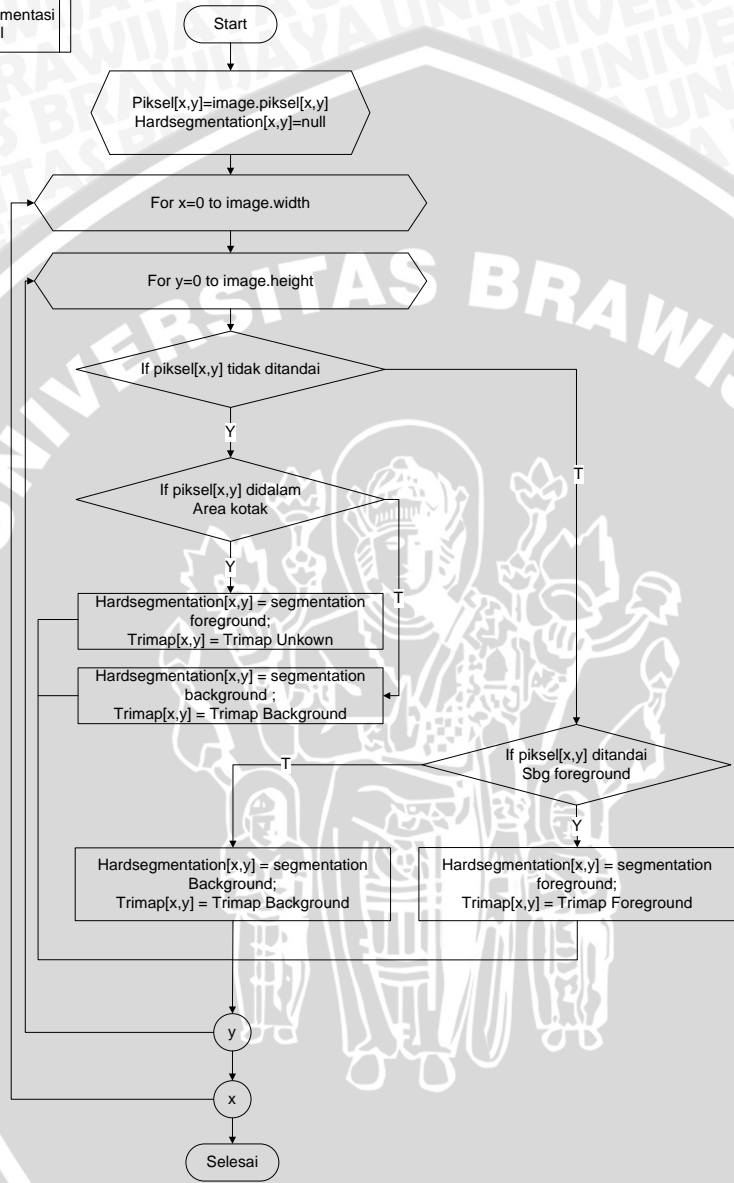 mentasi
l
Start
Piksel[x,y]=image.piksel[x,y]
Hardsegmentation[x,y]=null
For x=0 to image.width
For y=0 to image.height
If piksel[x,y] tidak ditandai
Y
T
If piksel[x,y] didalam
Area kotak
Y
T
Hardsegmentation[x,y] = segmentation
foreground;
Trimap[x,y] = Trimap Unkown
Hardsegmentation[x,y] = segmentation
background ;
Trimap[x,y] = Trimap Background
If piksel[x,y] ditandai
Sbg foreground
T
Y
Hardsegmentation[x,y] = segmentation
Background;
Trimap[x,y] = Trimap Background
Hardsegmentation[x,y] = segmentation
foreground;
Trimap[x,y] = Trimap Foreground
y
x
Selesai
UNIVERSITAS BRAWIJ